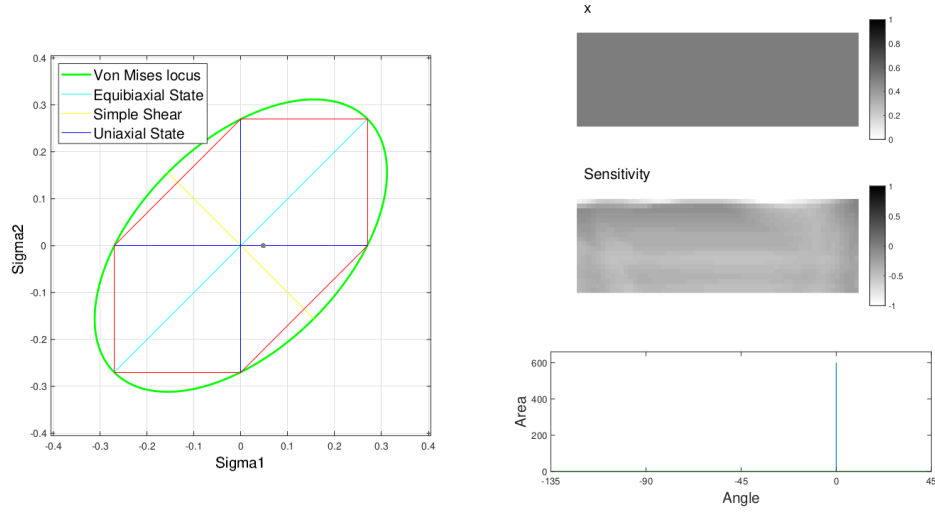 0.4
0.3
0.2
0.1
0
-0.1
-0.2
-0.3
-0.4
Sigma2
Von Mises locus
Equibiaxial State
Simple Shear
Uniaxial State
-0.4 -0.3 -0.2 -0.1 0 0.1 0.2 0.3 0.4
Sigma1
x
1
0.8
0.6
0.4
0.2
0
Sensitivity
1
0.5
0
-0.5
-1
600
400
200
0
Area
-135 -90 -45 0 45
Angle